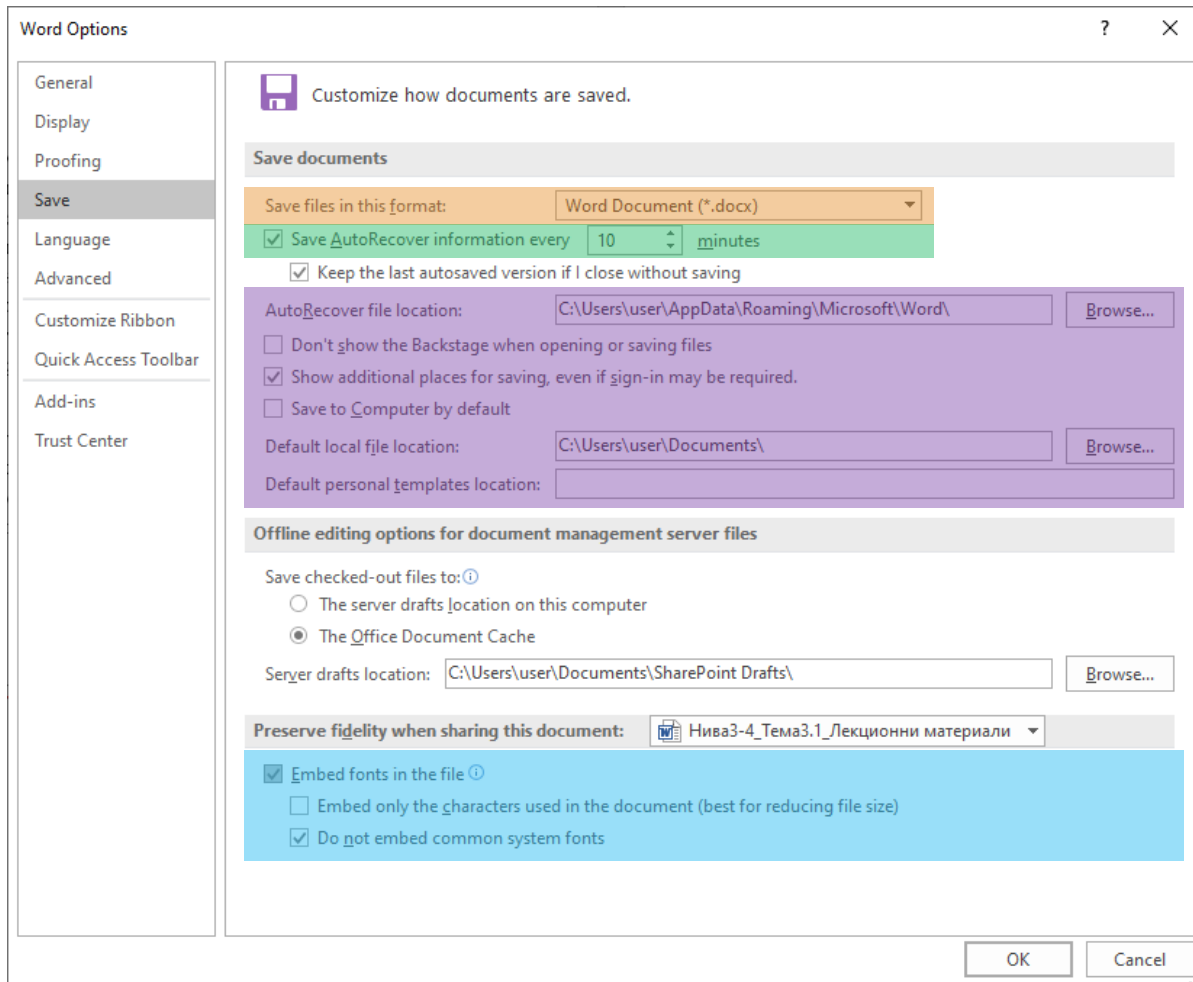 Word Options
?
General
Display
Proofing
Save
Language
Advanced
Customize Ribbon
Quick Access Toolbar
Add-ins
Trust Center
Customize how documents are saved.
Save documents
Save files in this format: Word Document (*.docx)
Save AutoRecover information every 10 minutes
Keep the last autosaved version if I close without saving
AutoRecover file location: C:\Users\user\AppData\Roaming\Microsoft\Word\ Browse...
Don't show the Backstage when opening or saving files
Show additional places for saving, even if sign-in may be required.
Save to Computer by default
Default local file location: C:\Users\user\Documents\ Browse...
Default personal templates location:
Offline editing options for document management server files
Save checked-out files to:
The server drafts location on this computer
The Office Document Cache
Server drafts location: C:\Users\user\Documents\SharePoint Drafts\ Browse...
Preserve fidelity when sharing this document: Нива3-4_Тема3.1_Лекционни материали
Embed fonts in the file
Embed only the characters used in the document (best for reducing file size)
Do not embed common system fonts
OK Cancel